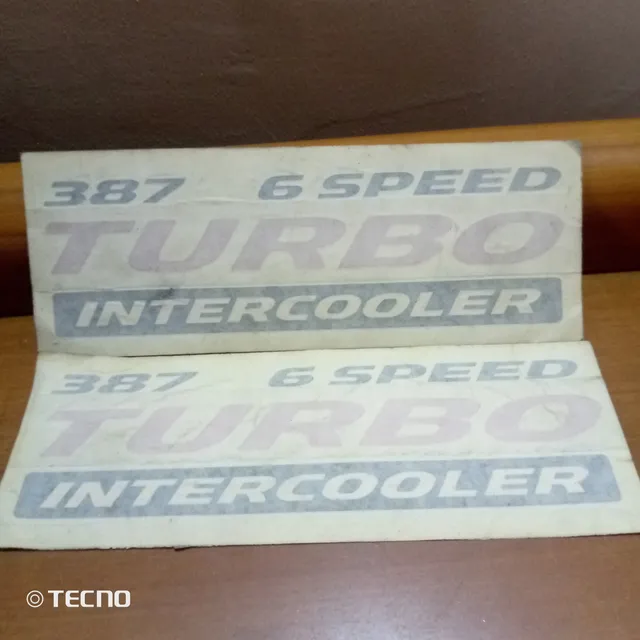 387 6 SPEED
TURBO
INTERCOOLER
387 6 SPEED
TURBO
INTERCOOLER
TECNO